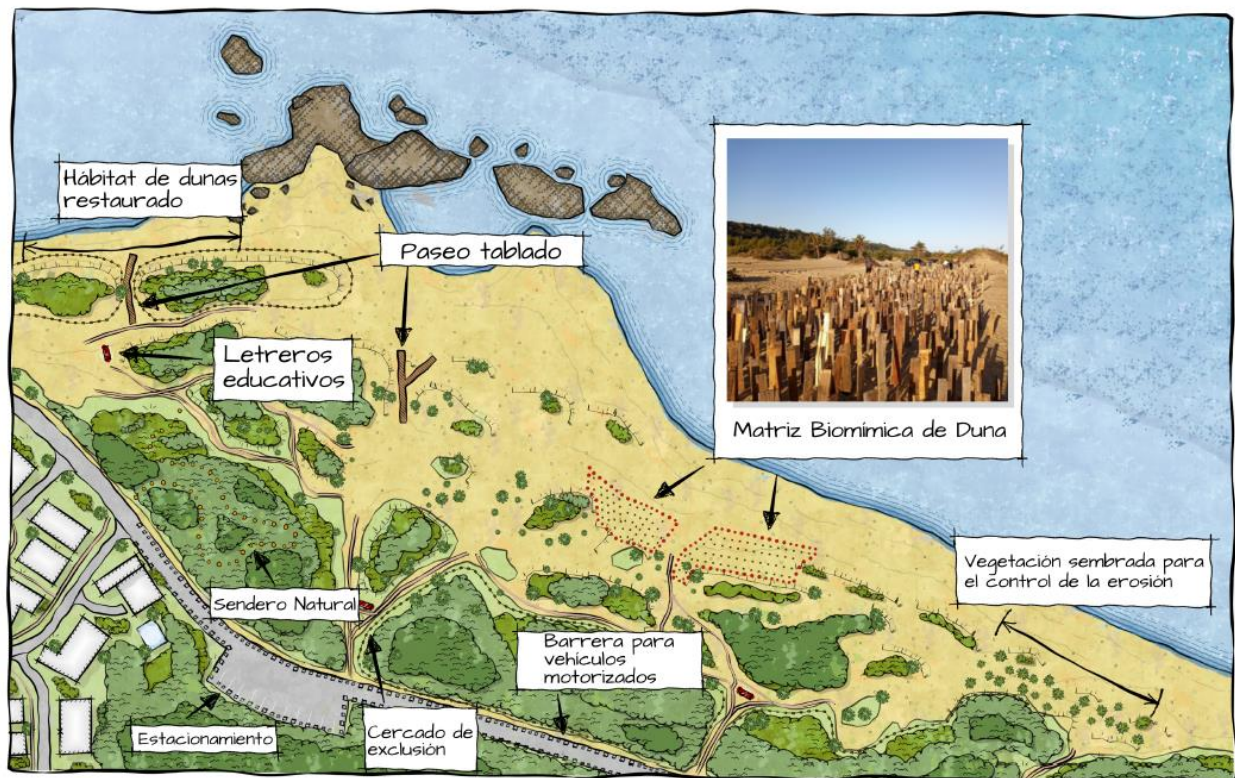 Hábitat de dunas
restaurado
Paseo tablado
Letreros
educativos
Matriz Biomímica de Duna
Vegetación sembrada para
el control de la erosión
Sendero Natural
Barrera para
vehículos
motorizados
Estacionamiento
Cercado de
exclusión